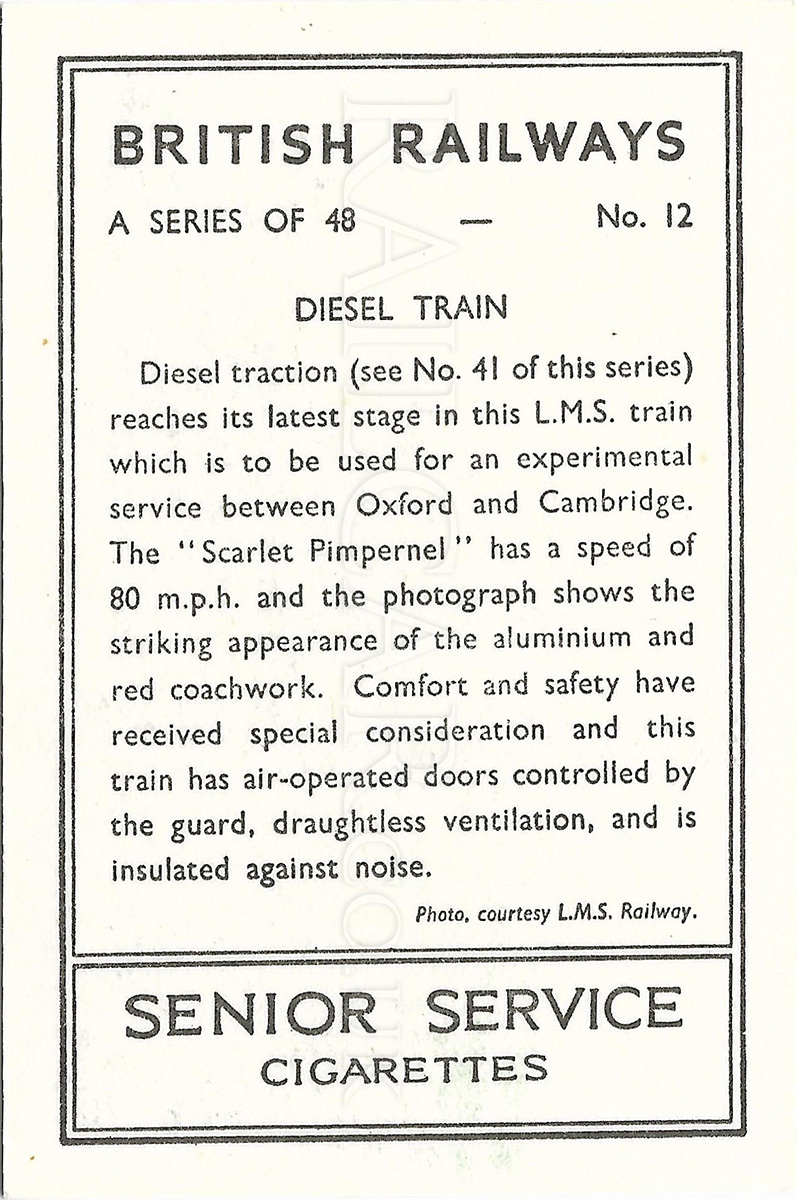 BRITISH RAILWAYS
A SERIES OF 48 — No. 12
DIESEL TRAIN
Diesel traction (see No. 41 of this series)
reaches its latest stage in this L.M.S. train
which is to be used for an experimental
service between Oxford and Cambridge.
The "Scarlet Pimpernel" has a speed of
80 m.p.h. and the photograph shows the
striking appearance of the aluminium and
red coachwork. Comfort and safety have
received special consideration and this
train has air-operated doors controlled by
the guard, draughtless ventilation, and is
insulated against noise.
Photo, courtesy L.M.S. Railway.
SENIOR SERVICE
CIGARETTES
RAILCAR.CO.UK